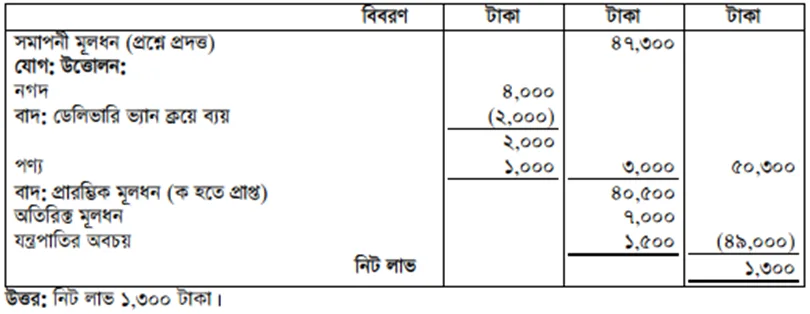 বিবরণ টাকা টাকা টাকা
সমাপনী মূলধন (প্রশ্নে প্রদত্ত) ৪৭,৩০০
যোগ: উত্তোলন:
নগদ ৪,০০০
বাদ: ডেলিভারি ভ্যান ক্রয়ে ব্যয় (২,০০০)
২,০০০
পণ্য ১,০০০ ৩,০০০ ৫০,৩০০
বাদ: প্রারম্ভিক মূলধন (ক হতে প্রাপ্ত) ৪০,৫০০
অতিরিক্ত মূলধন ৭,০০০
যন্ত্রপাতির অবচয় ১,৫০০ (৪৯,০০০)
নিট লাভ ১,৩০০
উত্তর: নিট লাভ ১,৩০০ টাকা।